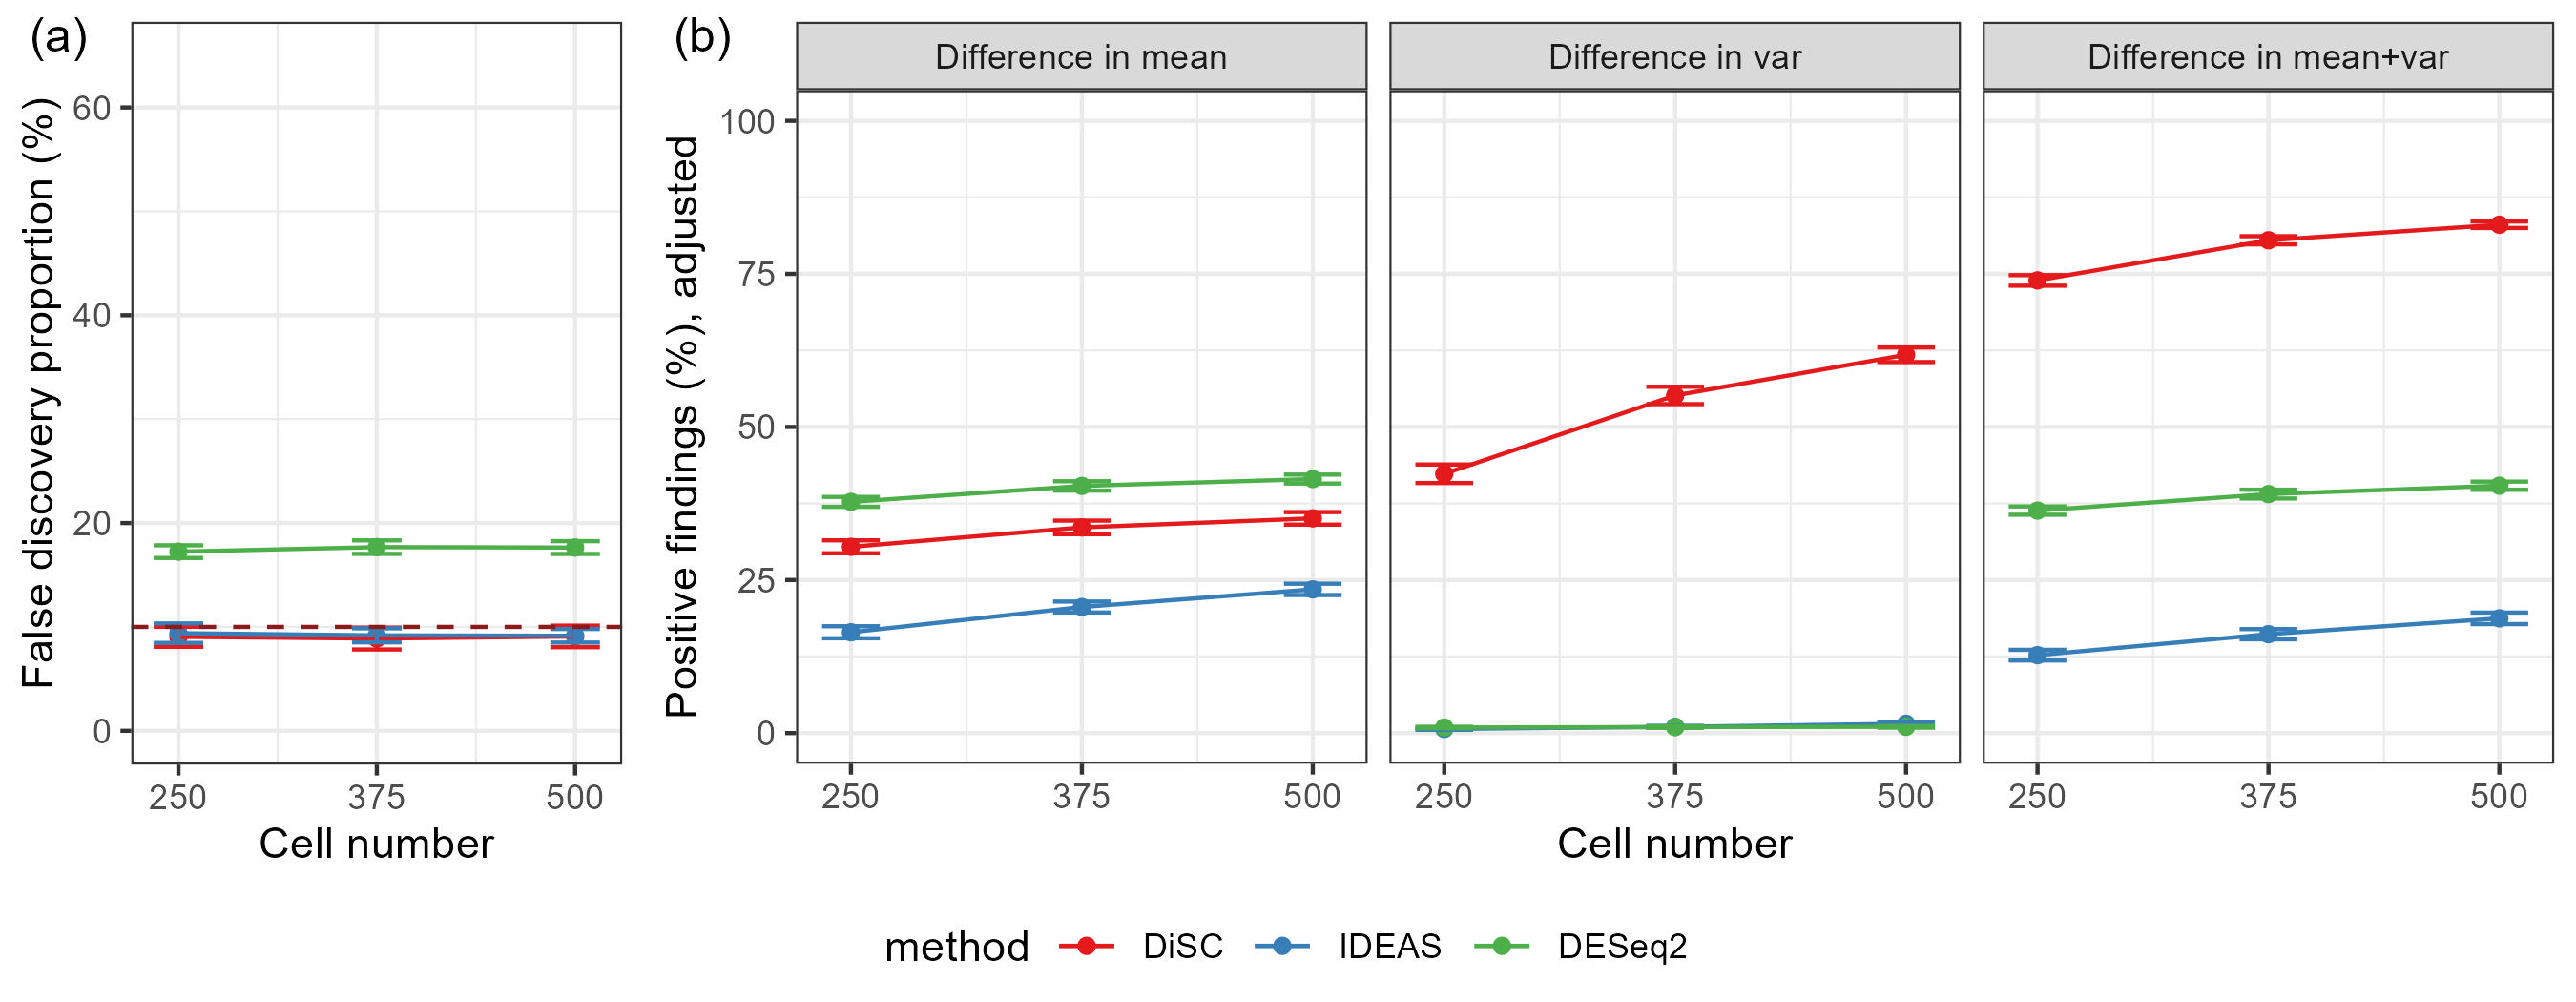 (a)
False discovery proportion (%)
60
40
20
0
250 375 500
Cell number
(b)
Positive findings (%), adjusted
Difference in mean
Difference in var
Difference in mean+var
100
75
50
25
0
250 375 500
250 375 500
250 375 500
Cell number
method DiSC IDEAS DESeq2